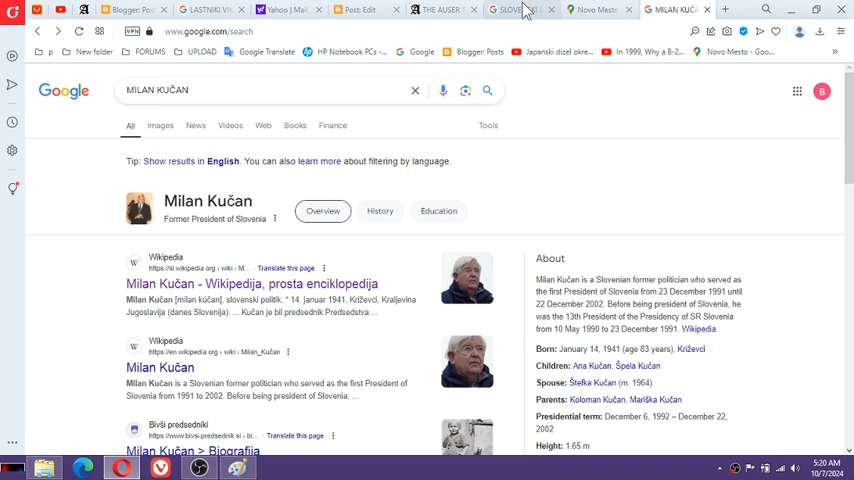 Blogger: Post
LASTNIKI VIK
Yahoo | Mail
Post: Edit
THE AUSER T
SLOVENSKI
Novo Mesto
MILAN KUČA
VPN
www.google.com/search
p
New folder
FORUMS
UPLOAD
Google Translate
HP Notebook PCs -...
Google
Blogger: Posts
Japanski dizel okre...
In 1999, Why a B-2...
Novo Mesto - Goo...
Google
MILAN KUČAN
B
All
Images
News
Videos
Web
Books
Finance
Tools
Tip: Show results in English. You can also learn more about filtering by language.
Milan Kučan
Former President of Slovenia
Overview
History
Education
W
Wikipedia
https://sl.wikipedia.org › wiki › M... · Translate this page
Milan Kučan - Wikipedija, prosta enciklopedija
Milan Kučan [mílan kúčan], slovenski politik, * 14. januar 1941, Križevci, Kraljevina
Jugoslavija (danes Slovenija). ... Kučan je bil predsednik Predsedstva ...
W
Wikipedia
https://en.wikipedia.org › wiki › Milan_Kučan
Milan Kučan
Milan Kučan is a Slovenian former politician who served as the first President of
Slovenia from 1991 to 2002. Before being president of Slovenia, he ...
Bivši predsedniki
https://www.bivsi-predsednik.si › bi... · Translate this page
Milan Kučan > Biografija
About
Milan Kučan is a Slovenian former politician who served as
the first President of Slovenia from 23 December 1991 until
22 December 2002. Before being president of Slovenia, he
was the 13th President of the Presidency of SR Slovenia
from 10 May 1990 to 23 December 1991. Wikipedia
Born: January 14, 1941 (age 83 years), Križevci
Children: Ana Kučan, Špela Kučan
Spouse: Štefka Kučan (m. 1964)
Parents: Koloman Kučan, Mariška Kučan
Presidential term: December 6, 1992 – December 22,
2002
Height: 1.65 m
5:20 AM
10/7/2024